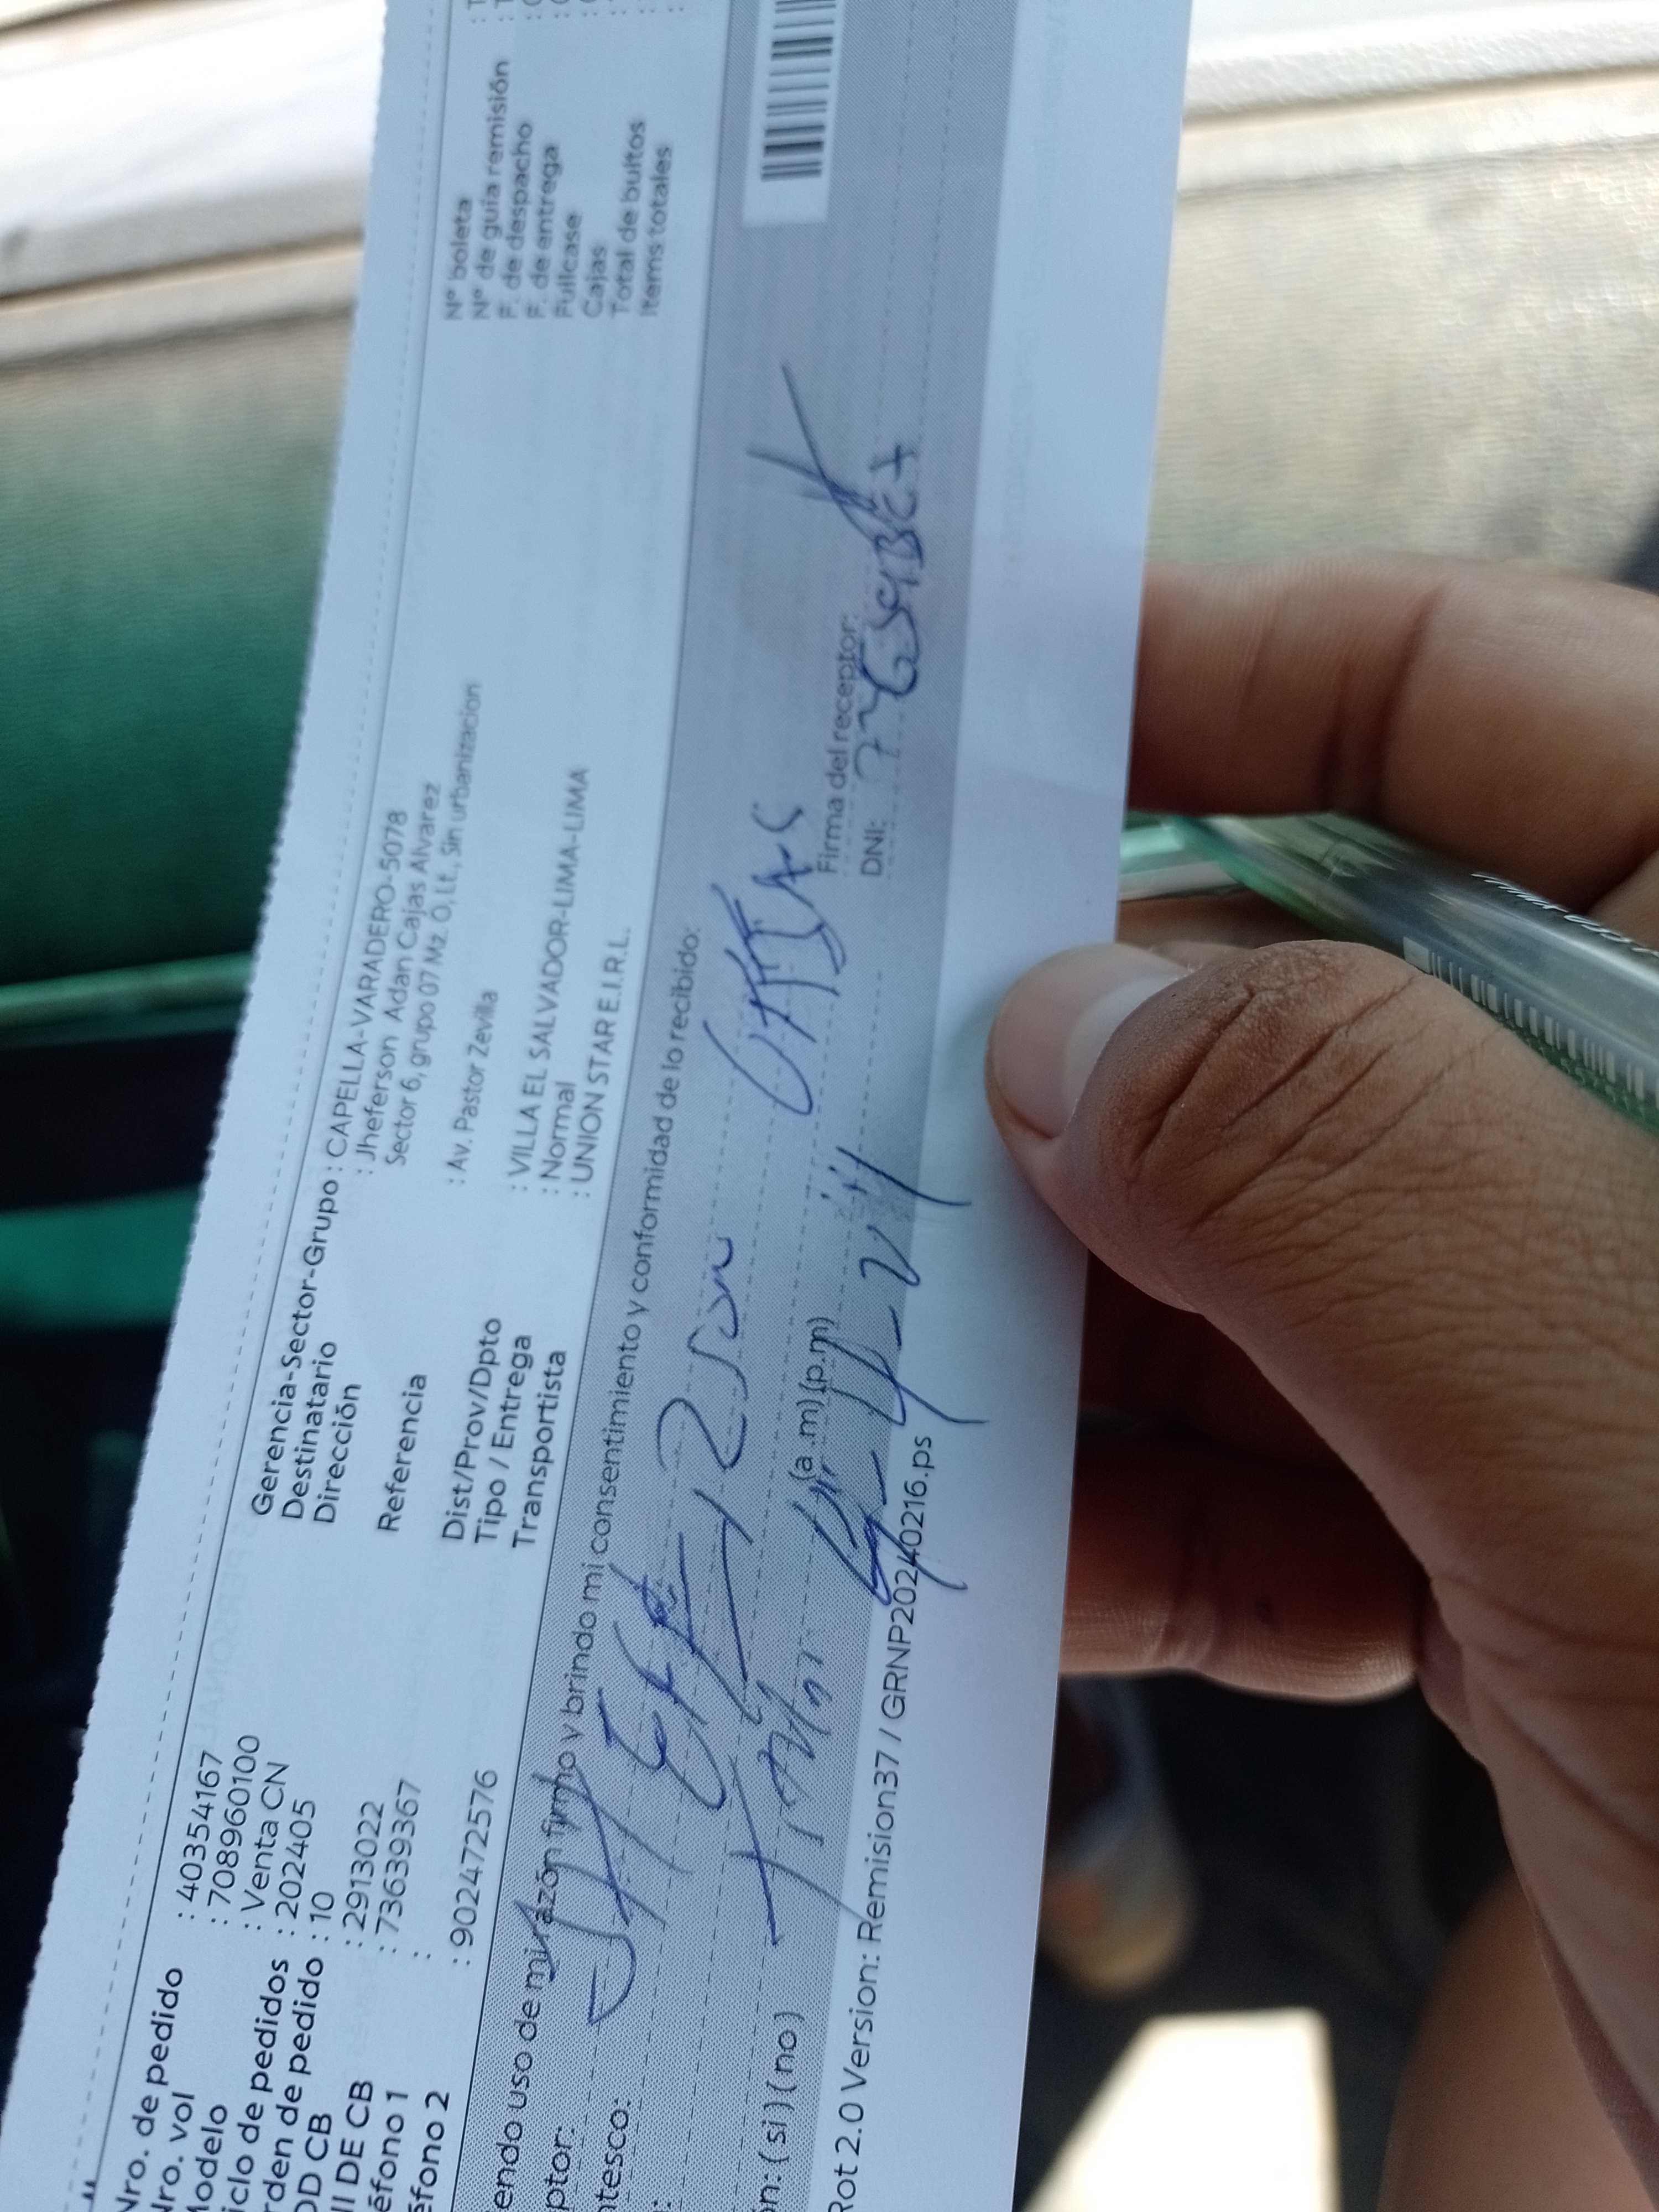 Nro. de pedido : 40354167
Nro. vol : 7089960100
Modelo : Venta CN
iclo de pedidos : 202405
rden de pedido : 10
OD CB : 2913022
II DE CB : 73639367
éfono 1 :
éfono 2 : 902472576
Gerencia-Sector-Grupo : CAPELLA-VARADERO-5078
Destinatario : Jheferson Adan Cajas Alvarez
Dirección Sector 6, grupo 07 Mz. O, Lt., Sin urbanizacion
Referencia : Av. Pastor Zevilla
Dist/Prov/Dpto : VILLA EL SALVADOR-LIMA-LIMA
Tipo / Entrega : Normal
Transportista : UNION STAR E.I.R.L.
N° boleta
N° de guía remisión
F. de despacho
F. de entrega
Fullcase
Cajas
Total de bultos
Items totales
endo uso de mi razón firmo y brindo mi consentimiento y conformidad de lo recibido:
ptor:
ntesco:
(a.m) (p.m)
Firma del receptor:
DNI:
ón: (si) (no)
Rot 2.0 Version: Remision37 / GRNP20240216.ps